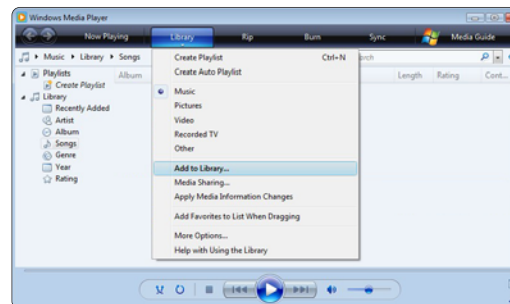 Windows Media Player
Now Playing
Library
Rip
Burn
Sync
Media Guide
Music
Library
Songs
Playlists
Create Playlist
Library
Recently Added
Artist
Album
Songs
Genre
Year
Rating
Album
Create Playlist Ctrl+N
Create Auto Playlist
Music
Pictures
Video
Recorded TV
Other
Add to Library...
Media Sharing...
Apply Media Information Changes
Add Favorites to List When Dragging
More Options...
Help with Using the Library
Length
Rating
Cont...